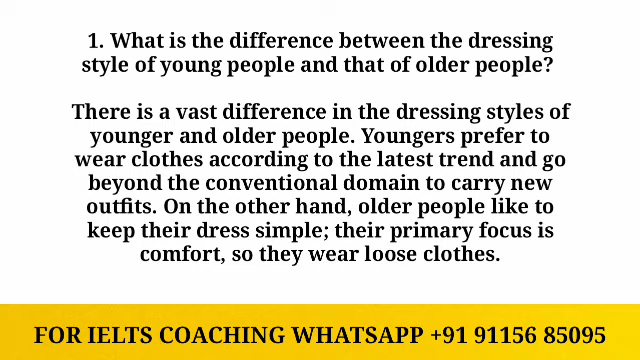 1. What is the difference between the dressing
style of young people and that of older people?
There is a vast difference in the dressing styles of
younger and older people. Youngers prefer to
wear clothes according to the latest trend and go
beyond the conventional domain to carry new
outfits. On the other hand, older people like to
keep their dress simple; their primary focus is
comfort, so they wear loose clothes.
FOR IELTS COACHING WHATSAPP +91 91156 85095